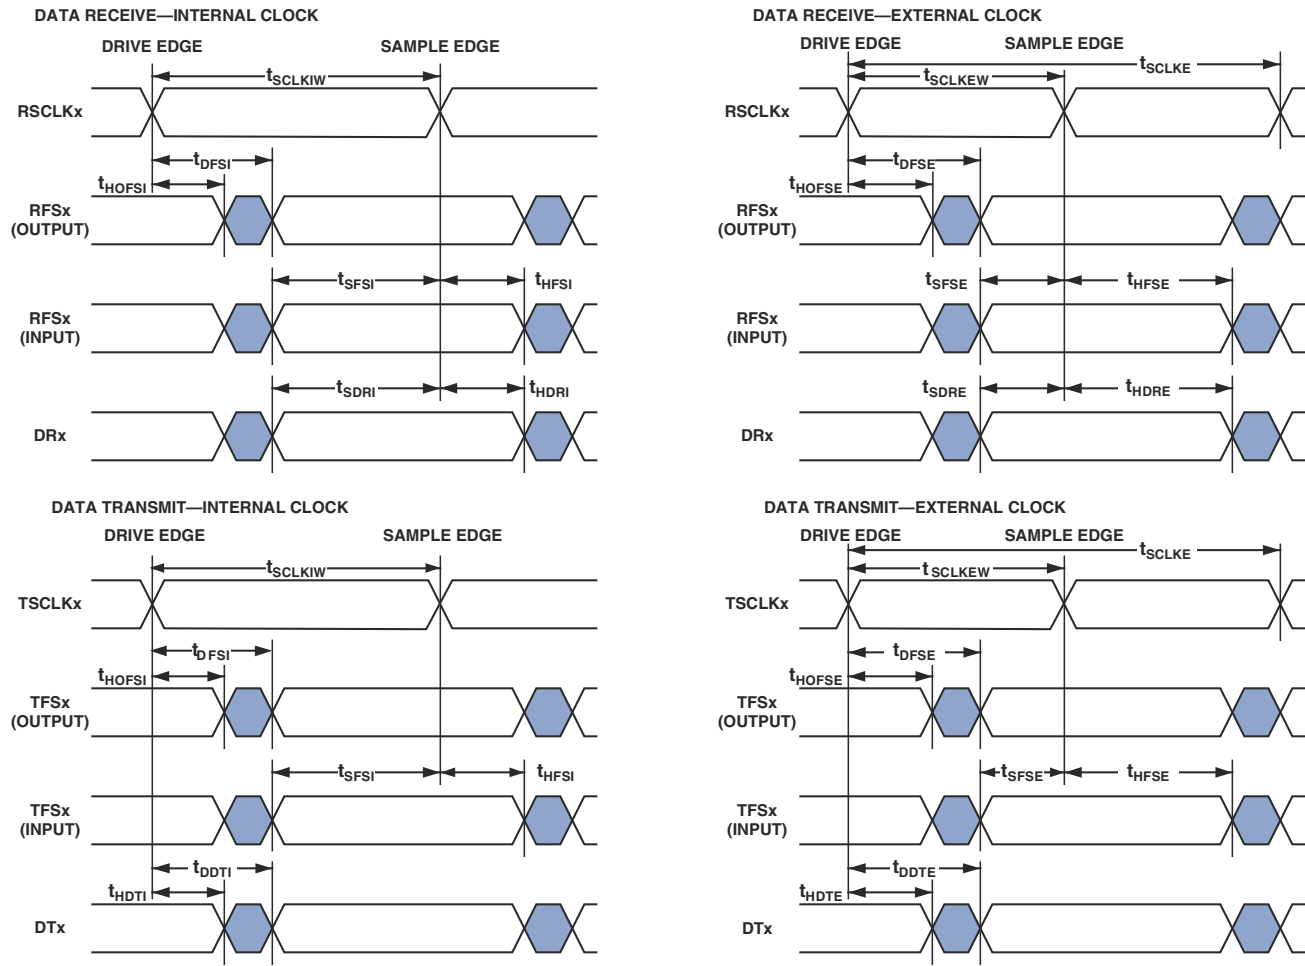 DATA RECEIVE—INTERNAL CLOCK
DRIVE EDGE
SAMPLE EDGE
tSCLKIW
RSCLKx
tDFSI
tHOFSI
RFSx
(OUTPUT)
tSFSI
tHFSI
RFSx
(INPUT)
tSDRI
tHDRI
DRx
DATA RECEIVE—EXTERNAL CLOCK
DRIVE EDGE
SAMPLE EDGE
tSCLKE
tSCLKEW
RSCLKx
tDFSE
tHOFSE
RFSx
(OUTPUT)
tSFSE
tHFSE
RFSx
(INPUT)
tSDRE
tHDRE
DRx
DATA TRANSMIT—INTERNAL CLOCK
DRIVE EDGE
SAMPLE EDGE
tSCLKIW
TSCLKx
tDFSI
tHOFSI
TFSx
(OUTPUT)
tSFSI
tHFSI
TFSx
(INPUT)
tDDTI
tHDTI
DTx
DATA TRANSMIT—EXTERNAL CLOCK
DRIVE EDGE
SAMPLE EDGE
tSCLKE
tSCLKEW
TSCLKx
tDFSE
tHOFSE
TFSx
(OUTPUT)
tSFSE
tHFSE
TFSx
(INPUT)
tDDTE
tHDTE
DTx